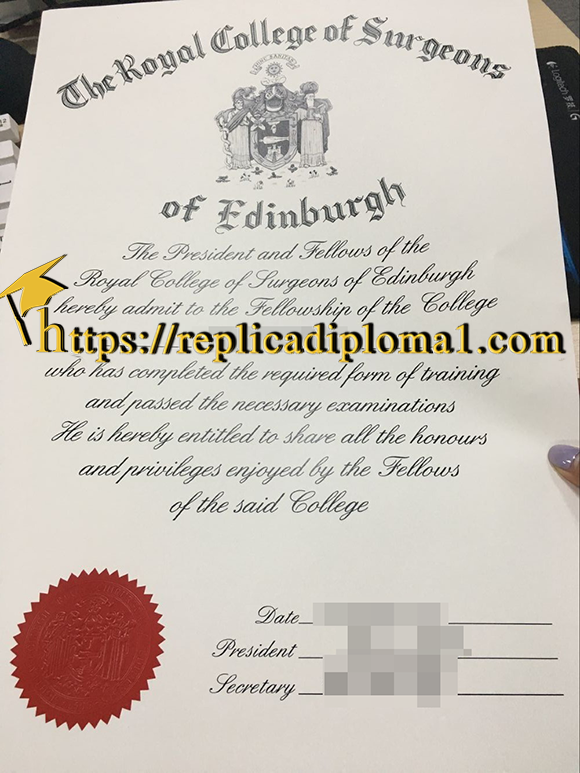 The Royal College of Surgeons
of Edinburgh
The President and Fellows of the
Royal College of Surgeons of Edinburgh
hereby admit to the Fellowship of the College
https://replicadiploma1.com
who has completed the required form of training
and passed the necessary examinations
He is hereby entitled to share all the honours
and privileges enjoyed by the Fellows
of the said College
Date
President
Secretary
Logitech